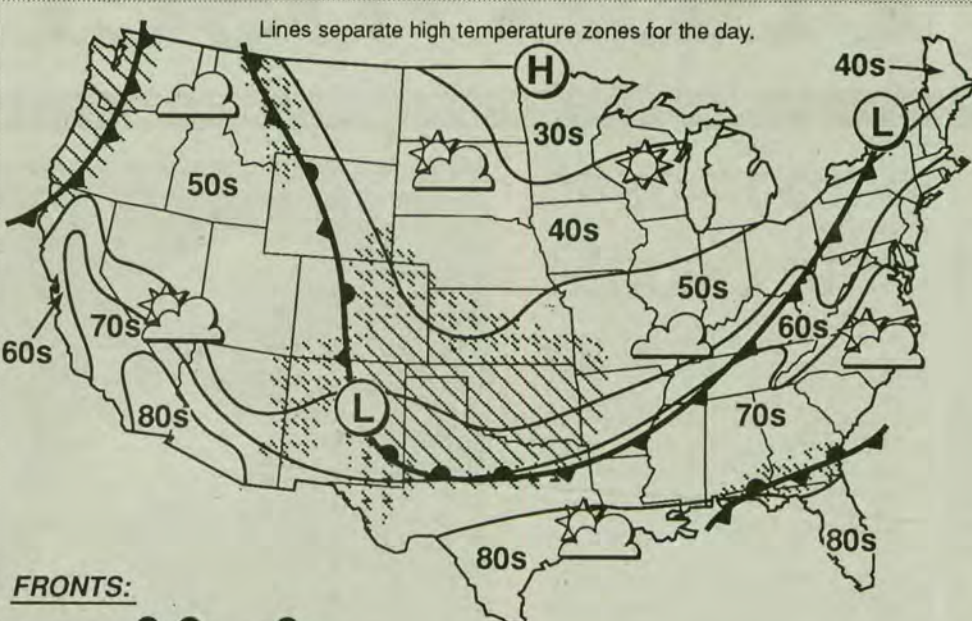 Lines separate high temperature zones for the day.
H
40s
L
30s
50s
40s
50s
70s
60s
60s
80s
L
70s
80s
80s
FRONTS: